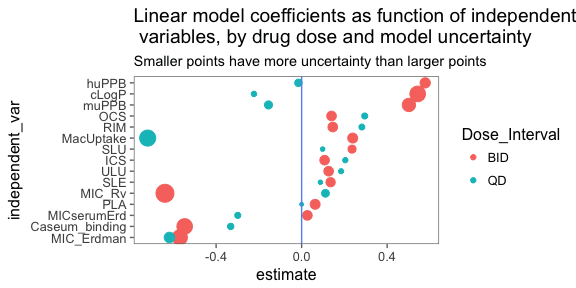 Linear model coefficients as function of independent
variables, by drug dose and model uncertainty
Smaller points have more uncertainty than larger points
independent_var
huPPB
cLogP
muPPB
OCS
RIM
MacUptake
SLU
ICS
ULU
SLE
MIC_Rv
PLA
MICserumErd
Caseum_binding
MIC_Erdman
-0.4
0.0
0.4
estimate
Dose_Interval
BID
QD